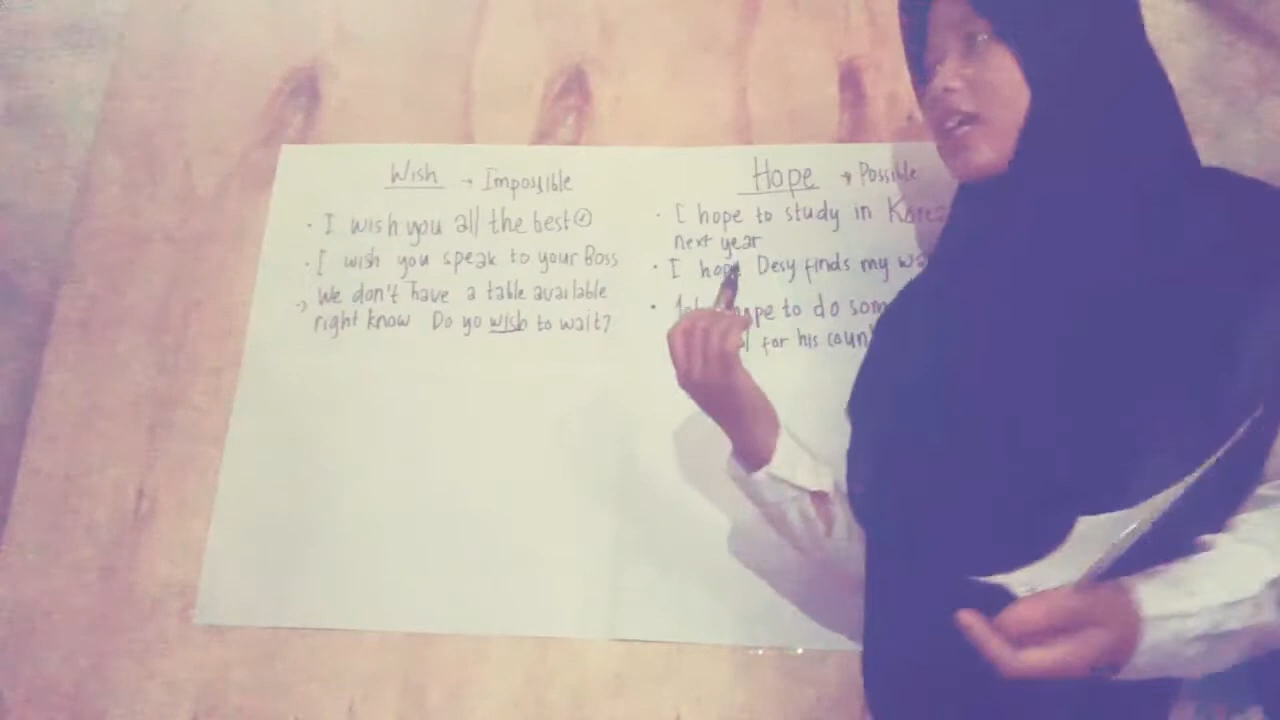 Wish → Impossible
· I wish you all the best
· I wish you speak to your Boss
→ We don't have a table available
right know Do yo wish to wait?
Hope → Possible
· I hope to study in Korea
next year
· I hope Desy finds my
· hope to do
for his